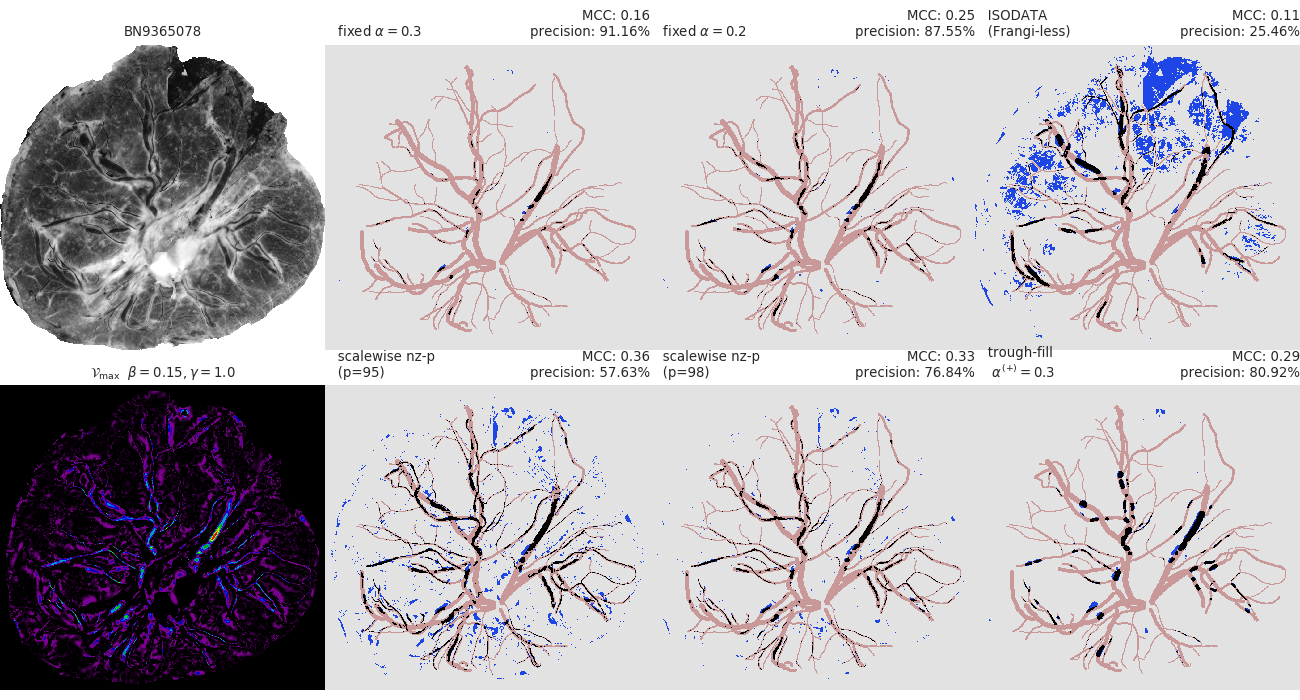 BN9365078
fixed α = 0.3
MCC: 0.16
precision: 91.16%
fixed α = 0.2
MCC: 0.25
precision: 87.55%
ISODATA
(Frangi-less)
MCC: 0.11
precision: 25.46%
𝒱max β = 0.15, γ = 1.0
scalewise nz-p
(p=95)
MCC: 0.36
precision: 57.63%
scalewise nz-p
(p=98)
MCC: 0.33
precision: 76.84%
trough-fill
α⁽⁺⁾ = 0.3
MCC: 0.29
precision: 80.92%